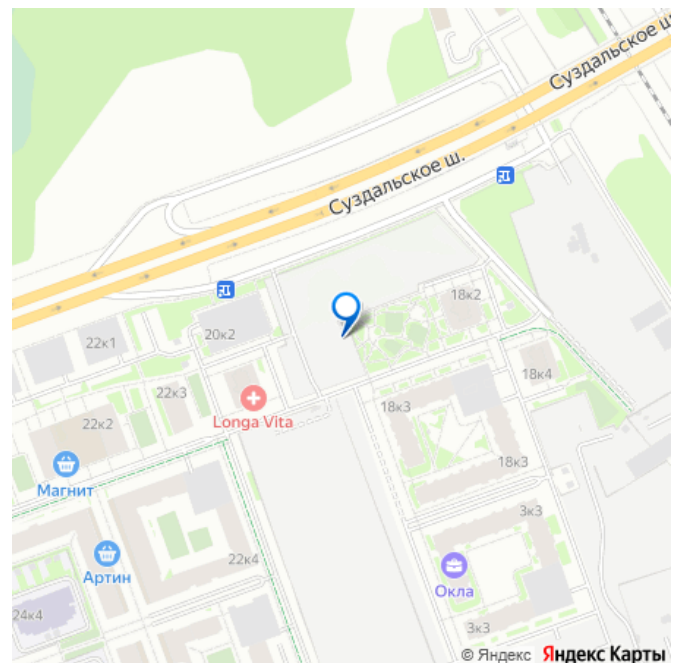 Суздальское ш
Суздальское ш.
18к2
20к2
22к1
18к4
22к3
18к3
Longa Vita
22к2
18к3
Магнит
3к3
22к4
Артин
Окла
24к4
3к3
© Яндекс Яндекс Карты